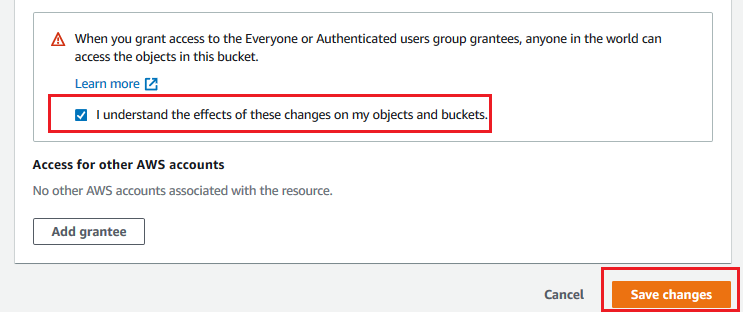 When you grant access to the Everyone or Authenticated users group grantees, anyone in the world can
access the objects in this bucket.
Learn more
I understand the effects of these changes on my objects and buckets.
Access for other AWS accounts
No other AWS accounts associated with the resource.
Add grantee
Cancel
Save changes